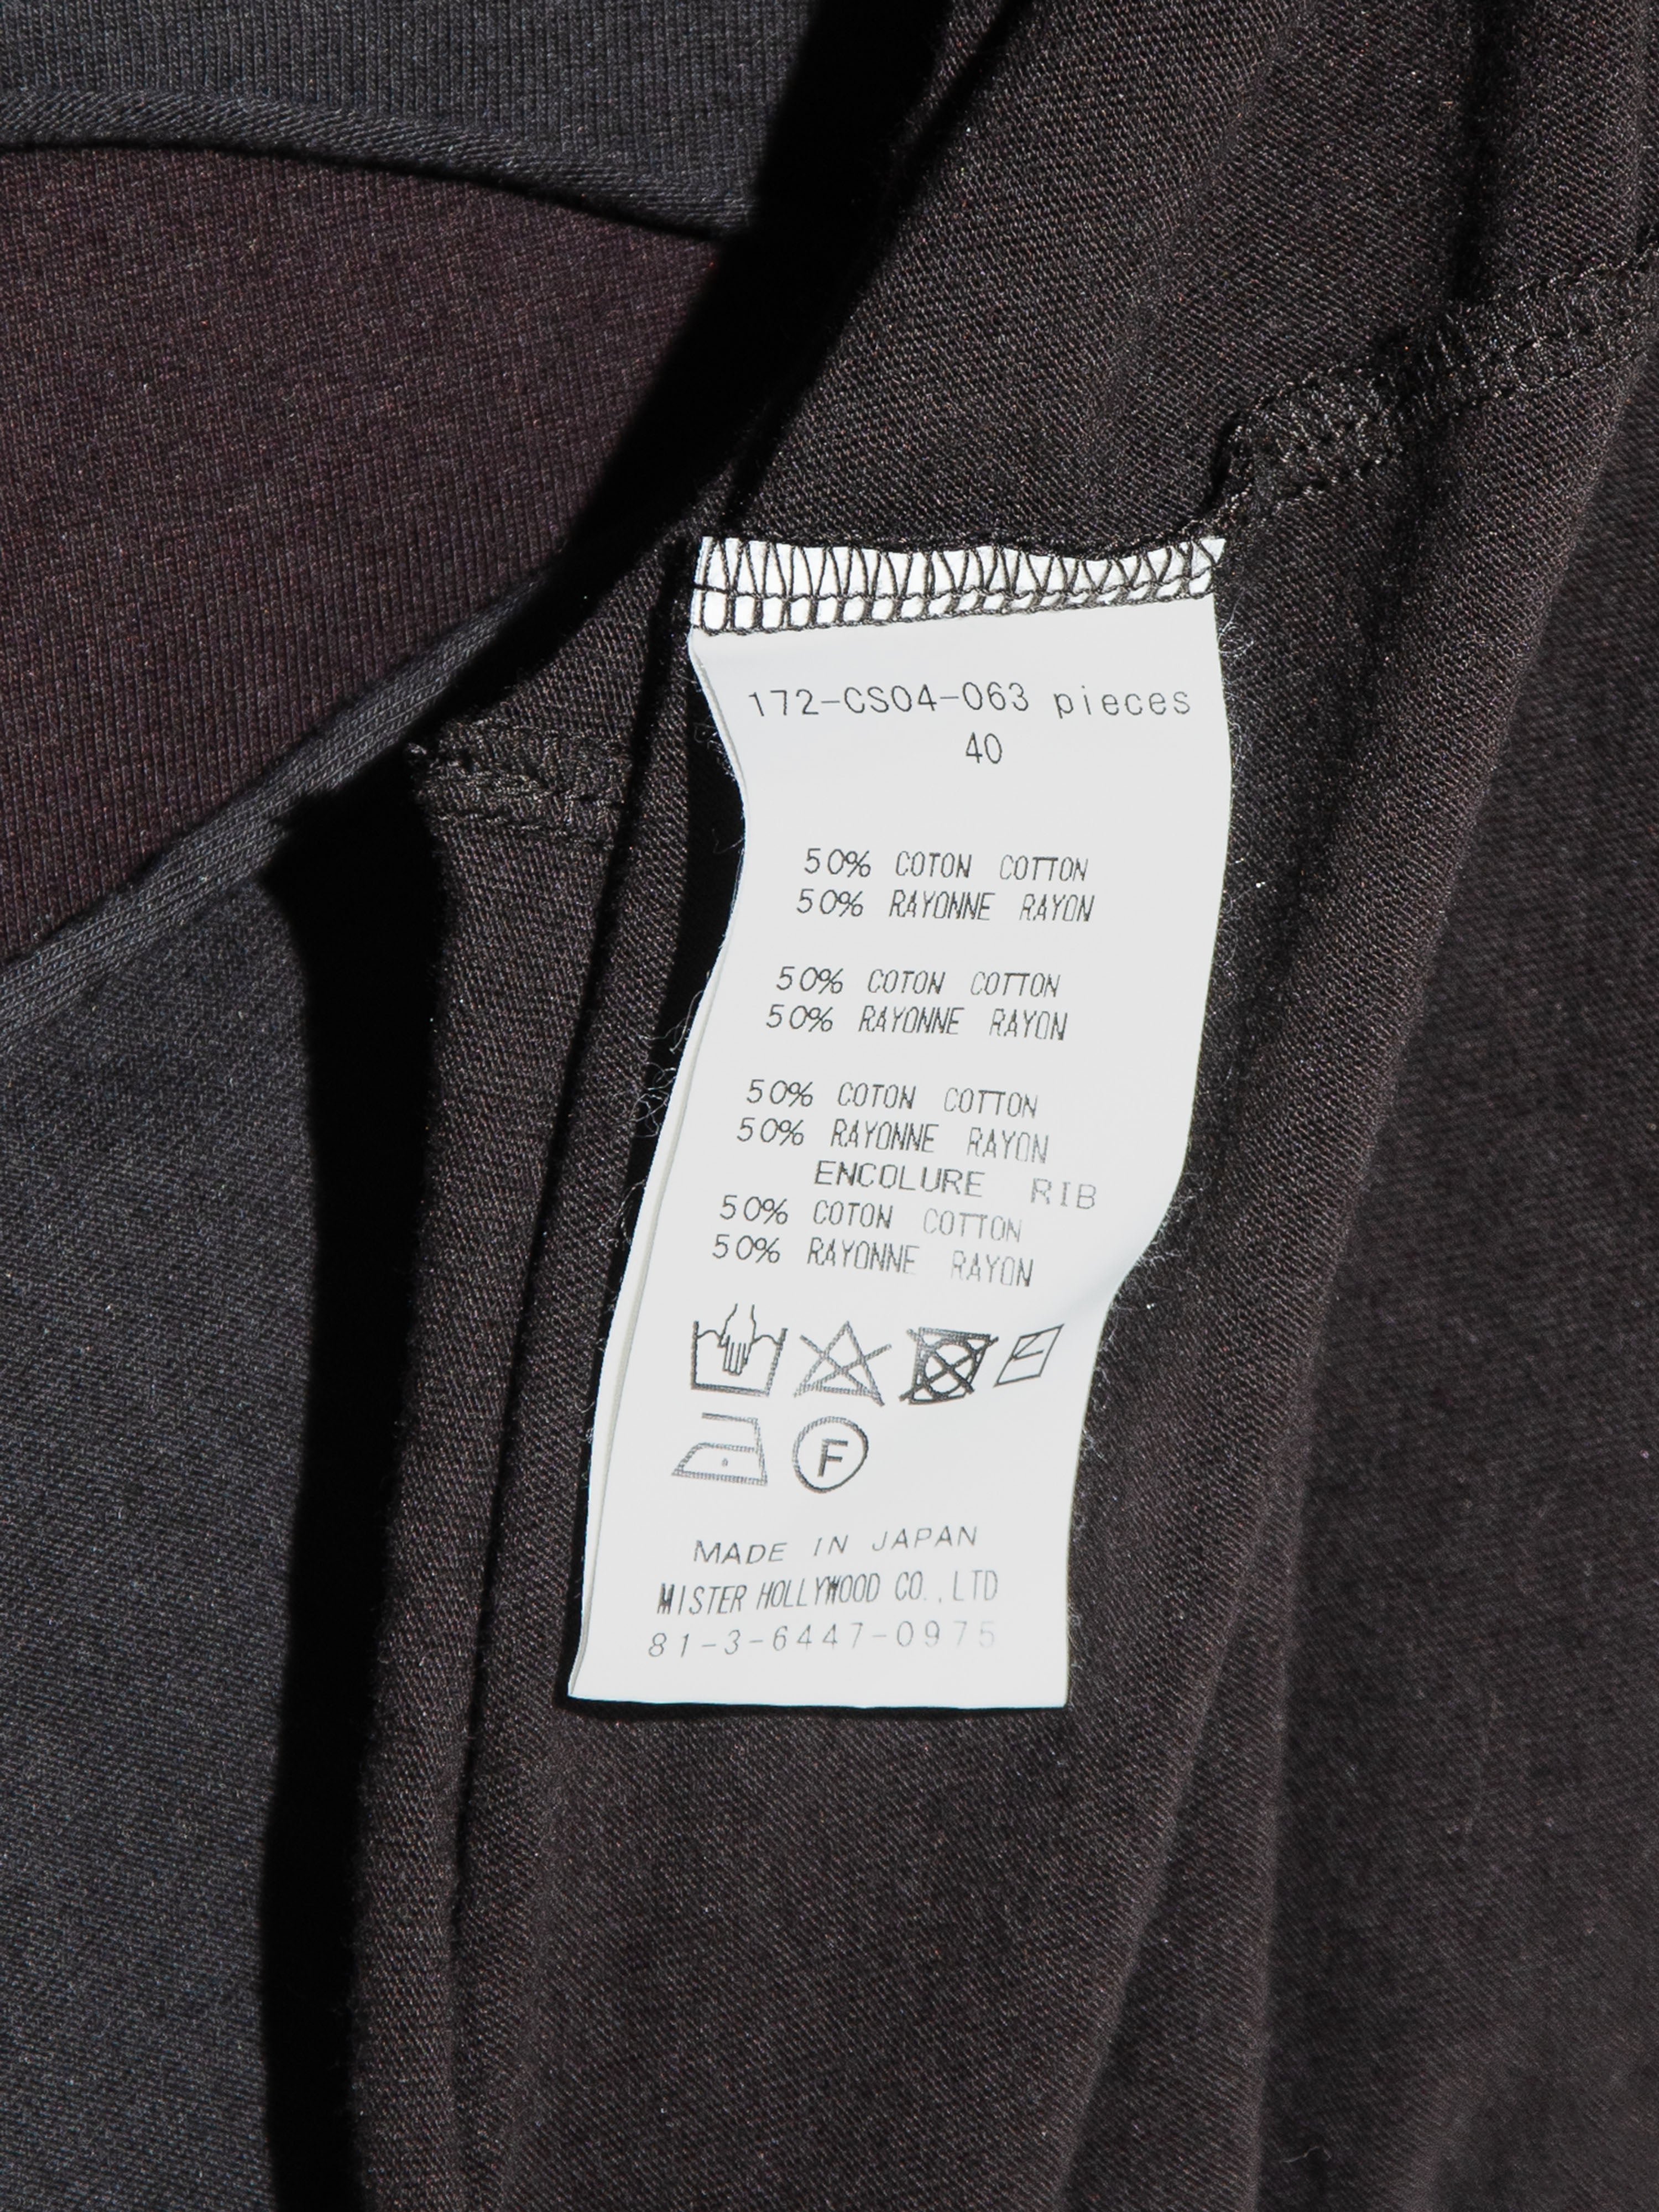 172-CS04-063 pieces
40
50% COTON COTTON
50% RAYONNE RAYON
50% COTON COTTON
50% RAYONNE RAYON
50% COTON COTTON
50% RAYONNE RAYON
ENCOLURE RIB
50% COTON COTTON
50% RAYONNE RAYON
F
MADE IN JAPAN
MISTER HOLLYWOOD CO.,LTD
81-3-6447-0975